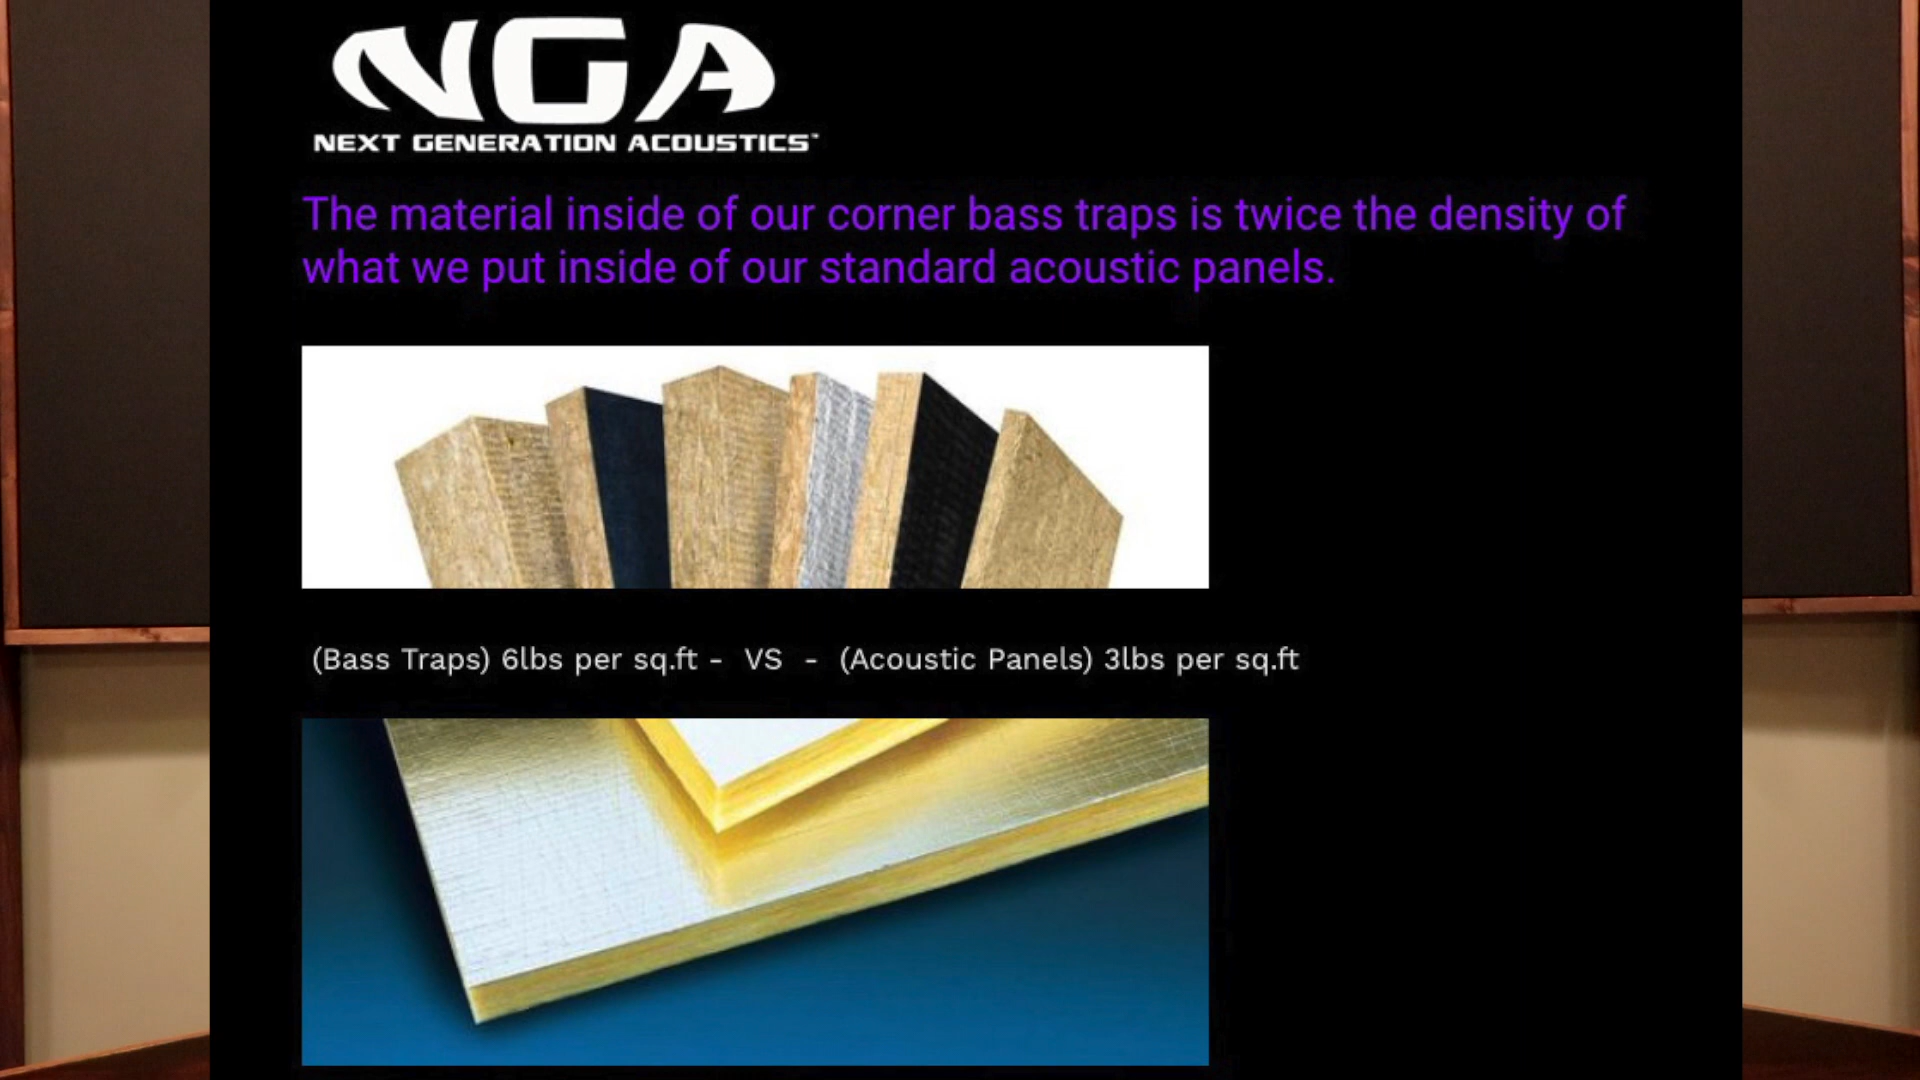 NGA
NEXT GENERATION ACOUSTICS™
The material inside of our corner bass traps is twice the density of
what we put inside of our standard acoustic panels.
(Bass Traps) 6lbs per sq.ft - VS - (Acoustic Panels) 3lbs per sq.ft